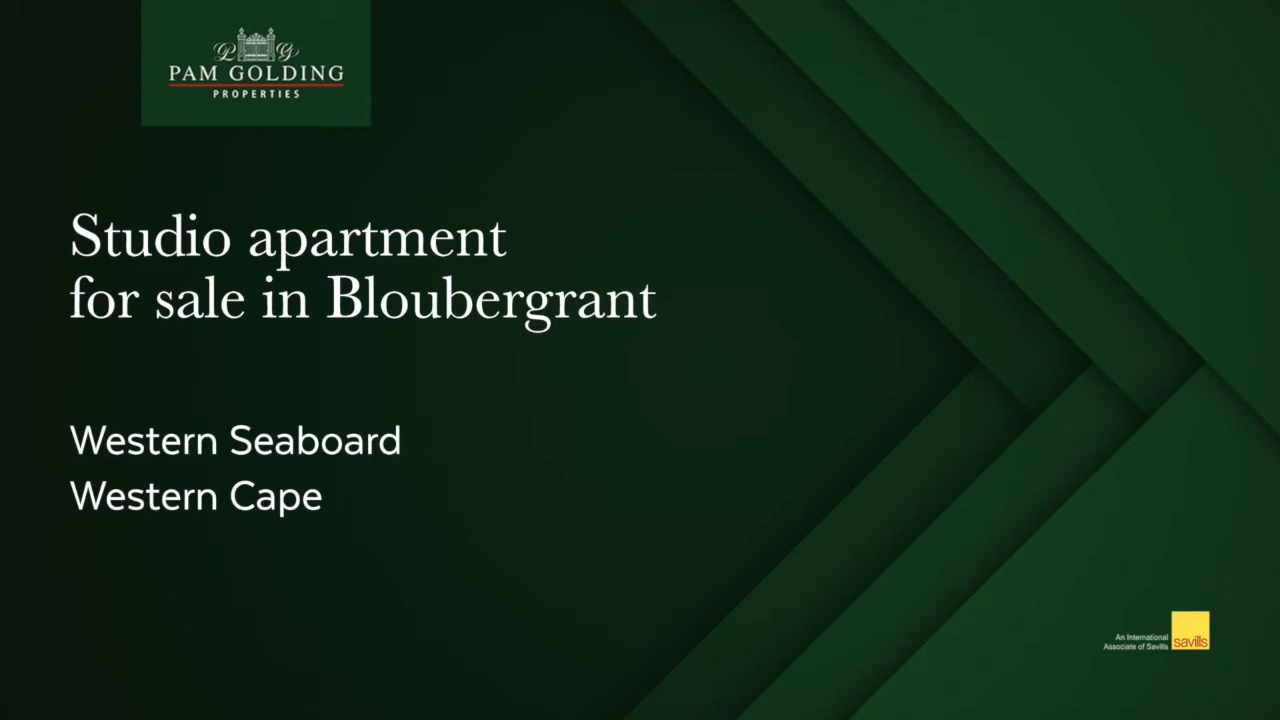 P G
PAM GOLDING
PROPERTIES
Studio apartment
for sale in Bloubergrant
Western Seaboard
Western Cape
An International
Associate of Savills
savills